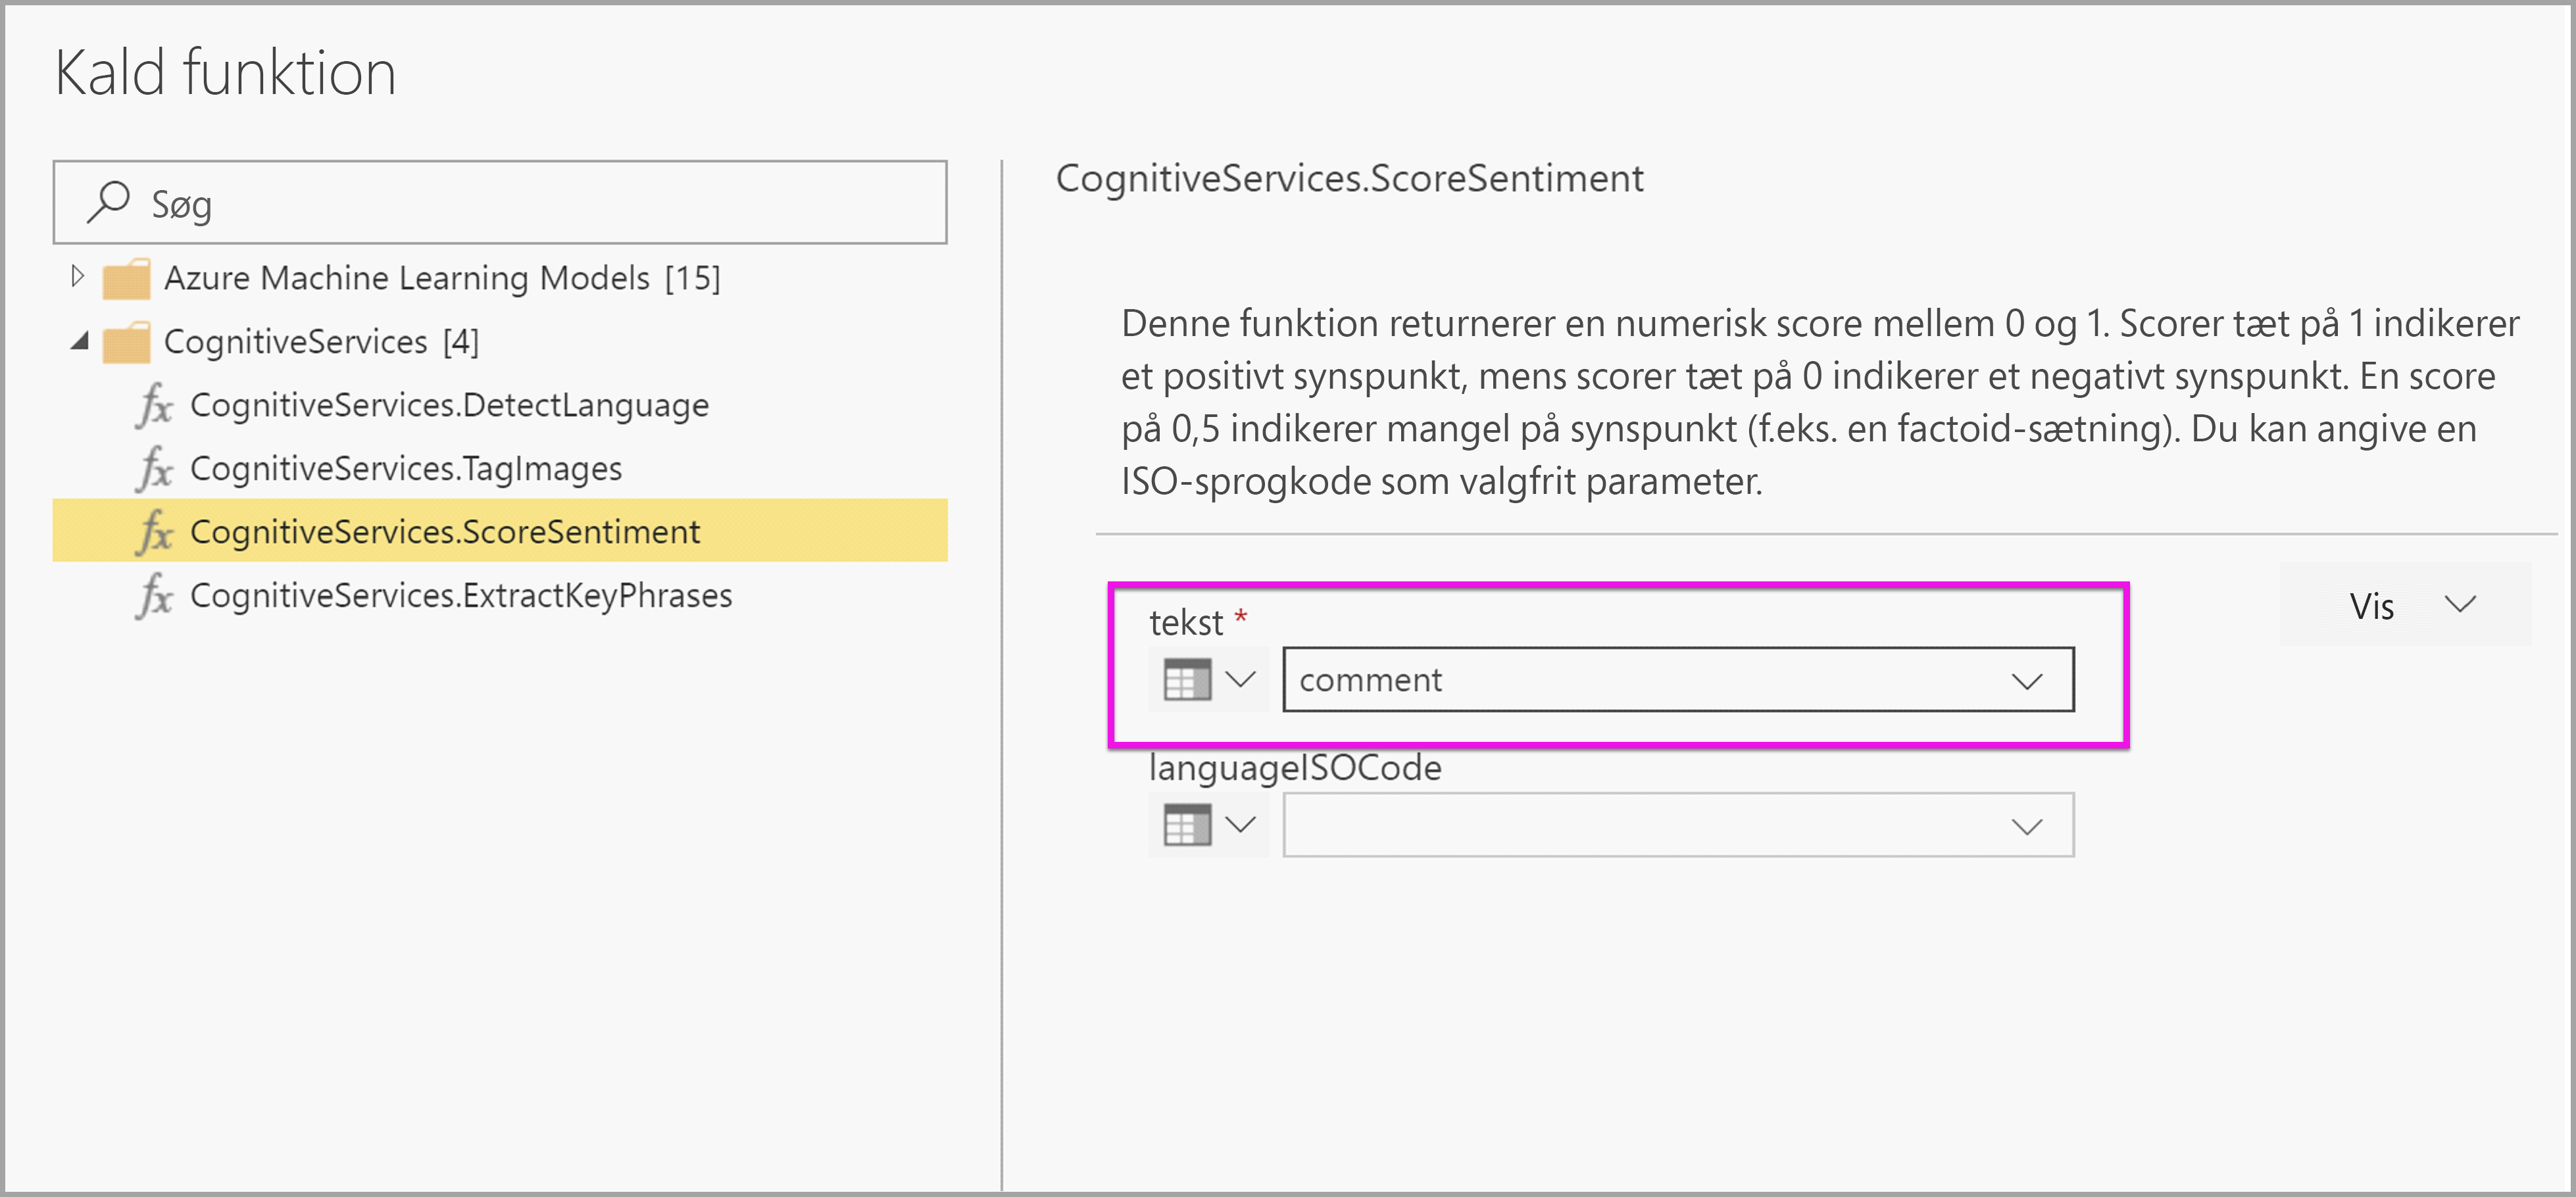 Kald funktion
Søg
Azure Machine Learning Models [15]
CognitiveServices [4]
fx CognitiveServices.DetectLanguage
fx CognitiveServices.TagImages
fx CognitiveServices.ScoreSentiment
fx CognitiveServices.ExtractKeyPhrases
CognitiveServices.ScoreSentiment
Denne funktion returnerer en numerisk score mellem 0 og 1. Scorer tæt på 1 indikerer
et positivt synspunkt, mens scorer tæt på 0 indikerer et negativt synspunkt. En score
på 0,5 indikerer mangel på synspunkt (f.eks. en factoid-sætning). Du kan angive en
ISO-sprogkode som valgfrit parameter.
Vis
tekst *
comment
languageISOCode